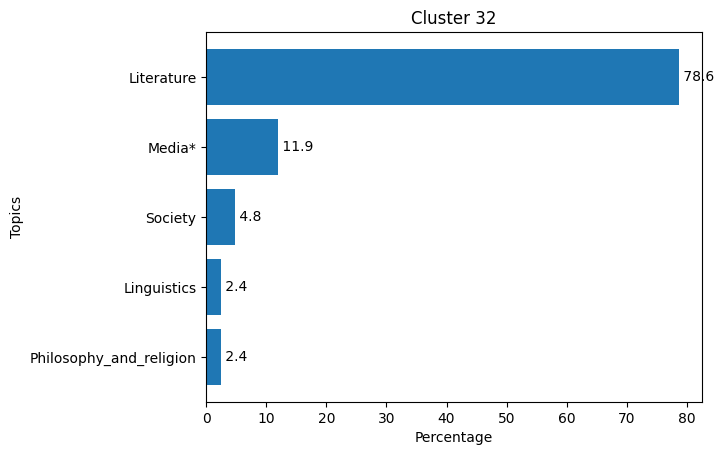 Cluster 32
Topics
Literature 78.6
Media* 11.9
Society 4.8
Linguistics 2.4
Philosophy_and_religion 2.4
0 10 20 30 40 50 60 70 80
Percentage